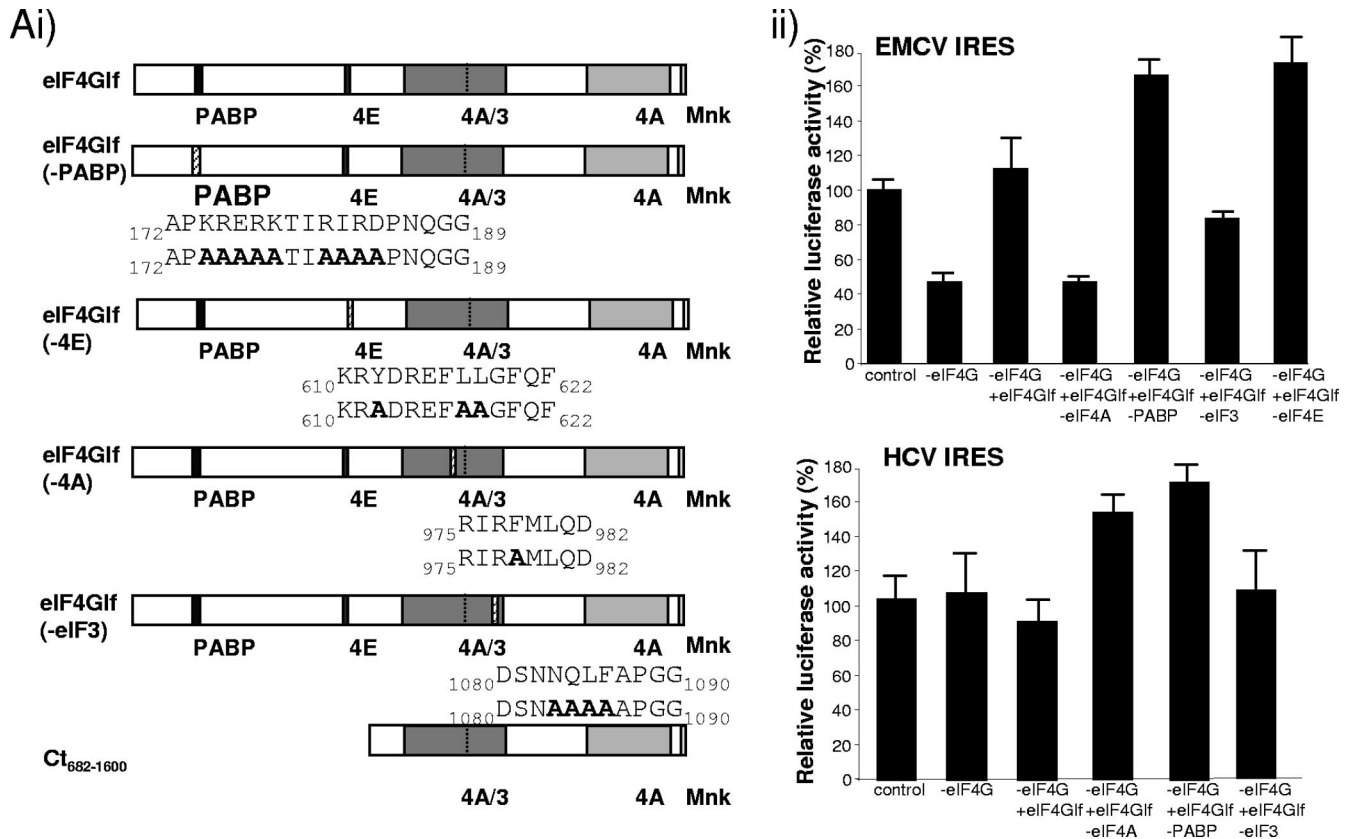 Ai)
eIF4GIf
PABP 4E 4A/3 4A Mnk
eIF4GIf
(-PABP)
PABP 4E 4A/3 4A Mnk
172APKRERKTIRIRDPNQGG189
172APAAAAATIAAAAPNQGG189
eIF4GIf
(-4E)
PABP 4E 4A/3 4A Mnk
610KRYDREFLLGFQF622
610KRADREFAAGFQF622
eIF4GIf
(-4A)
PABP 4E 4A/3 4A Mnk
975RIRFMLQD982
975RIRAMLQD982
eIF4GIf
(-eIF3)
PABP 4E 4A/3 4A Mnk
1080DSNNQLFAPGG1090
1080DSNAAAAAPGG1090
Ct682-1600
4A/3 4A Mnk
ii)
EMCV IRES
Relative luciferase activity (%)
180
160
140
120
100
80
60
40
20
0
control -eIF4G -eIF4G -eIF4G -eIF4G -eIF4G -eIF4G
+eIF4GIf +eIF4GIf +eIF4GIf +eIF4GIf +eIF4GIf
-eIF4A -PABP -eIF3 -eIF4E
HCV IRES
Relative luciferase activity (%)
180
160
140
120
100
80
60
40
20
0
control -eIF4G -eIF4G -eIF4G -eIF4G -eIF4G
+eIF4GIf +eIF4GIf +eIF4GIf +eIF4GIf
-eIF4A -PABP -eIF3